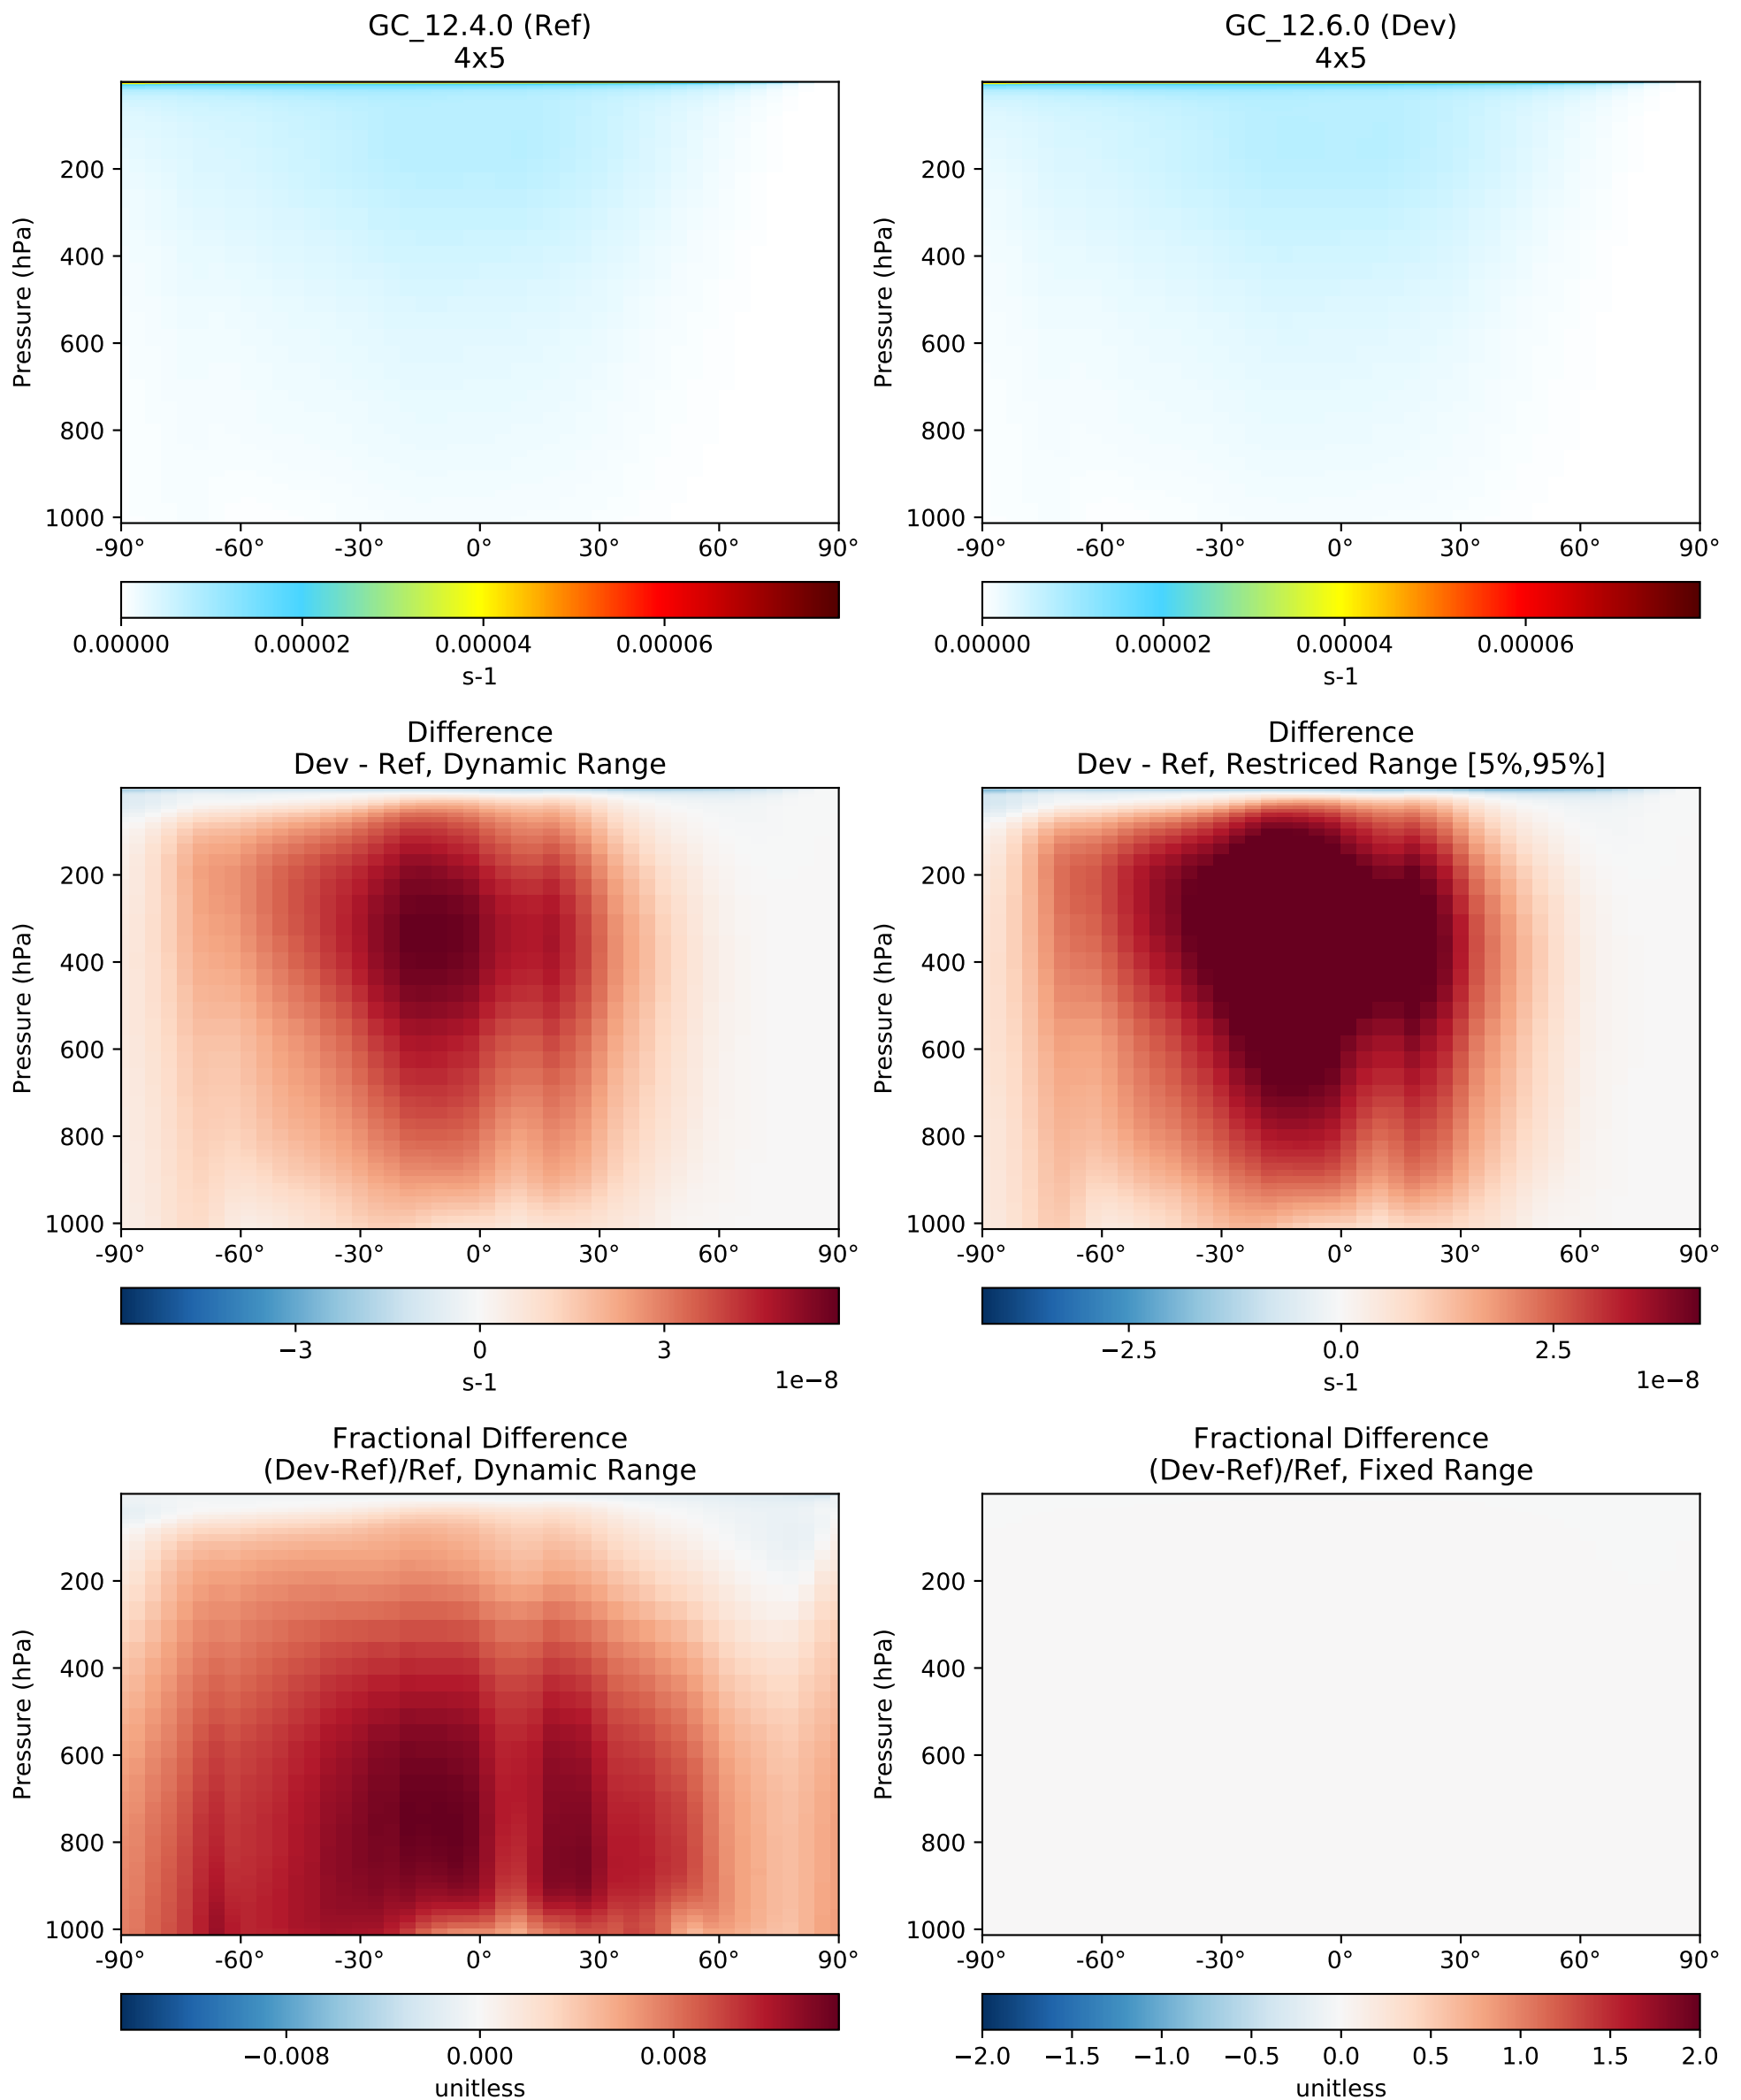 GC_12.4.0 (Ref)
4x5
GC_12.6.0 (Dev)
4x5
Pressure (hPa)
200
400
600
800
1000
-90° -60° -30° 0° 30° 60° 90°
0.00000 0.00002 0.00004 0.00006
s-1
Pressure (hPa)
200
400
600
800
1000
-90° -60° -30° 0° 30° 60° 90°
0.00000 0.00002 0.00004 0.00006
s-1
Difference
Dev - Ref, Dynamic Range
Pressure (hPa)
200
400
600
800
1000
-90° -60° -30° 0° 30° 60° 90°
−3 0 3
s-1
1e−8
Difference
Dev - Ref, Restriced Range [5%,95%]
Pressure (hPa)
200
400
600
800
1000
-90° -60° -30° 0° 30° 60° 90°
−2.5 0.0 2.5
s-1
1e−8
Fractional Difference
(Dev-Ref)/Ref, Dynamic Range
Pressure (hPa)
200
400
600
800
1000
-90° -60° -30° 0° 30° 60° 90°
−0.008 0.000 0.008
unitless
Fractional Difference
(Dev-Ref)/Ref, Fixed Range
Pressure (hPa)
200
400
600
800
1000
-90° -60° -30° 0° 30° 60° 90°
−2.0 −1.5 −1.0 −0.5 0.0 0.5 1.0 1.5 2.0
unitless